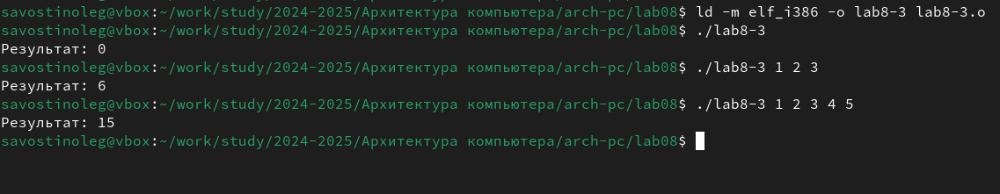 savostinoleg@vbox:~/work/study/2024-2025/Архитектура компьютера/arch-pc/lab08$ ld -m elf_i386 -o lab8-3 lab8-3.o
savostinoleg@vbox:~/work/study/2024-2025/Архитектура компьютера/arch-pc/lab08$ ./lab8-3
Результат: 0
savostinoleg@vbox:~/work/study/2024-2025/Архитектура компьютера/arch-pc/lab08$ ./lab8-3 1 2 3
Результат: 6
savostinoleg@vbox:~/work/study/2024-2025/Архитектура компьютера/arch-pc/lab08$ ./lab8-3 1 2 3 4 5
Результат: 15
savostinoleg@vbox:~/work/study/2024-2025/Архитектура компьютера/arch-pc/lab08$